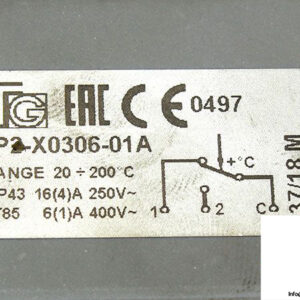 EAC CE 0497
P2-X0306-01A
ANGE 20 ÷ 200 °C
P43 16(4)A 250V~
T85 6(1)A 400V~
+°C
1 2 C
37/18 M